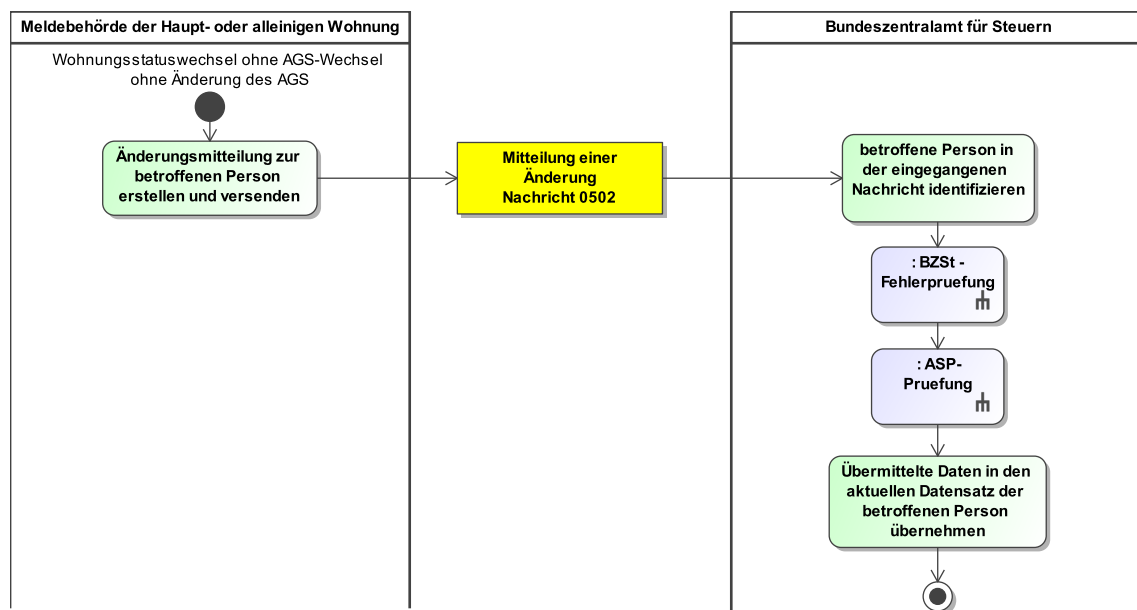 Meldebehörde der Haupt- oder alleinigen Wohnung
Wohnungsstatuswechsel ohne AGS-Wechsel
ohne Änderung des AGS
Änderungsmitteilung zur
betroffenen Person
erstellen und versenden
Mitteilung einer
Änderung
Nachricht 0502
Bundeszentralamt für Steuern
betroffene Person in
der eingegangenen
Nachricht identifizieren
: BZSt -
Fehlerpruefung
: ASP-
Pruefung
Übermittelte Daten in den
aktuellen Datensatz der
betroffenen Person
übernehmen